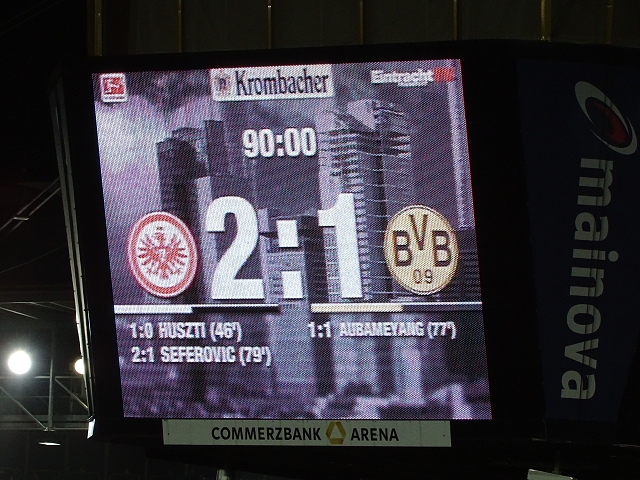 Krombacher
Eintracht
90:00
2:1
BVB
09
1:0 HUSZTI (46')
2:1 SEFEROVIC (79')
1:1 AUBAMEYANG (77')
COMMERZBANK ARENA
mainova